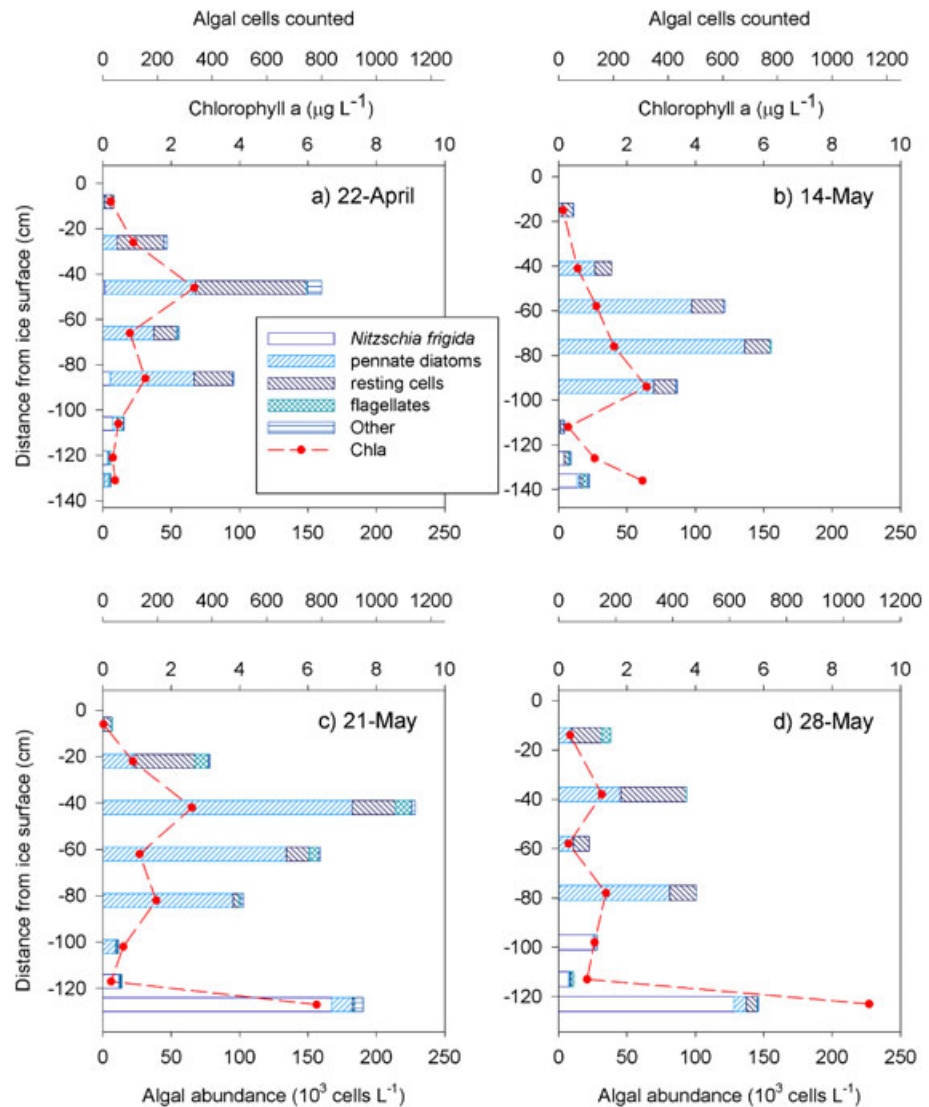 Algal cells counted
Algal cells counted
0 200 400 600 800 1000 1200
0 200 400 600 800 1000 1200
Chlorophyll a (µg L-1)
Chlorophyll a (µg L-1)
0 2 4 6 8 10
0 2 4 6 8 10
Distance from ice surface (cm)
0
-20
-40
-60
-80
-100
-120
-140
a) 22-April
0 50 100 150 200 250
Nitzschia frigida
pennate diatoms
resting cells
flagellates
Other
Chla
0
-20
-40
-60
-80
-100
-120
-140
b) 14-May
0 50 100 150 200 250
0 200 400 600 800 1000 1200
0 200 400 600 800 1000 1200
0 2 4 6 8 10
0 2 4 6 8 10
Distance from ice surface (cm)
0
-20
-40
-60
-80
-100
-120
c) 21-May
0 50 100 150 200 250
Algal abundance (103 cells L-1)
0
-20
-40
-60
-80
-100
-120
d) 28-May
0 50 100 150 200 250
Algal abundance (103 cells L-1)